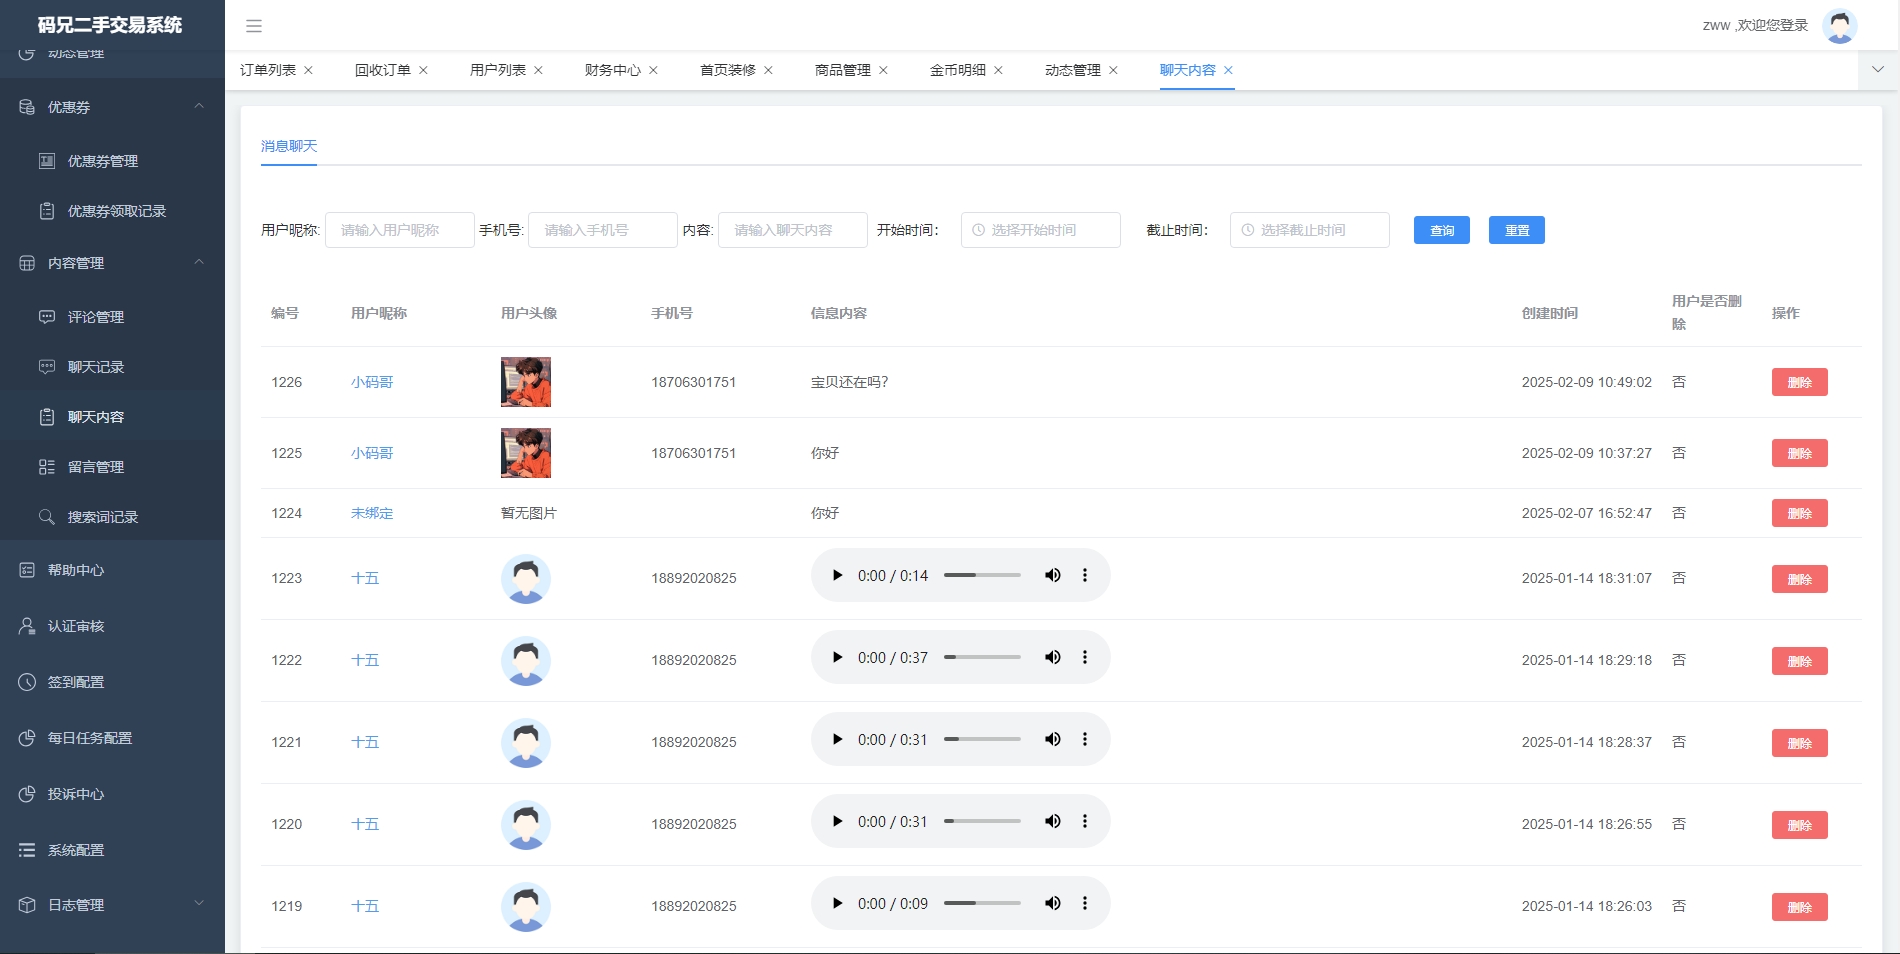 码兄二手交易系统
zww ,欢迎您登录
动态管理
优惠券
优惠券管理
优惠券领取记录
内容管理
评论管理
聊天记录
聊天内容
留言管理
搜索词记录
帮助中心
认证审核
签到配置
每日任务配置
投诉中心
系统配置
日志管理
订单列表 回收订单 用户列表 财务中心 首页装修 商品管理 金币明细 动态管理 聊天内容
消息聊天
用户昵称: 请输入用户昵称 手机号: 请输入手机号 内容: 请输入聊天内容 开始时间: 选择开始时间 截止时间: 选择截止时间 查询 重置
编号 用户昵称 用户头像 手机号 信息内容 创建时间 用户是否删除 操作
1226 小码哥 18706301751 宝贝还在吗? 2025-02-09 10:49:02 否 删除
1225 小码哥 18706301751 你好 2025-02-09 10:37:27 否 删除
1224 未绑定 暂无图片 你好 2025-02-07 16:52:47 否 删除
1223 十五 18892020825 0:00 / 0:14 2025-01-14 18:31:07 否 删除
1222 十五 18892020825 0:00 / 0:37 2025-01-14 18:29:18 否 删除
1221 十五 18892020825 0:00 / 0:31 2025-01-14 18:28:37 否 删除
1220 十五 18892020825 0:00 / 0:31 2025-01-14 18:26:55 否 删除
1219 十五 18892020825 0:00 / 0:09 2025-01-14 18:26:03 否 删除